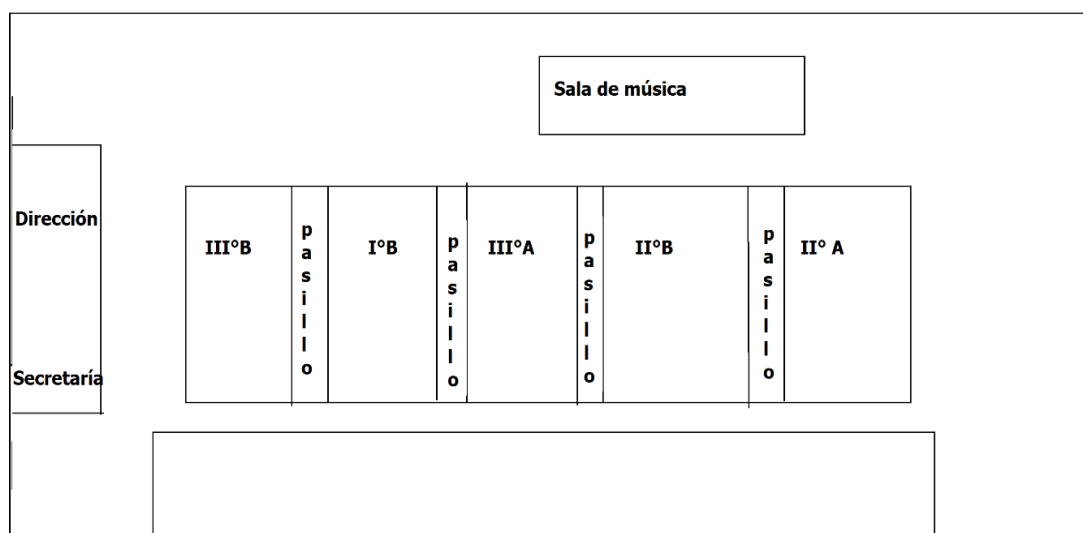 Sala de música
Dirección
III°B
pasillo
I°B
pasillo
III°A
pasillo
II°B
pasillo
II° A
Secretaría